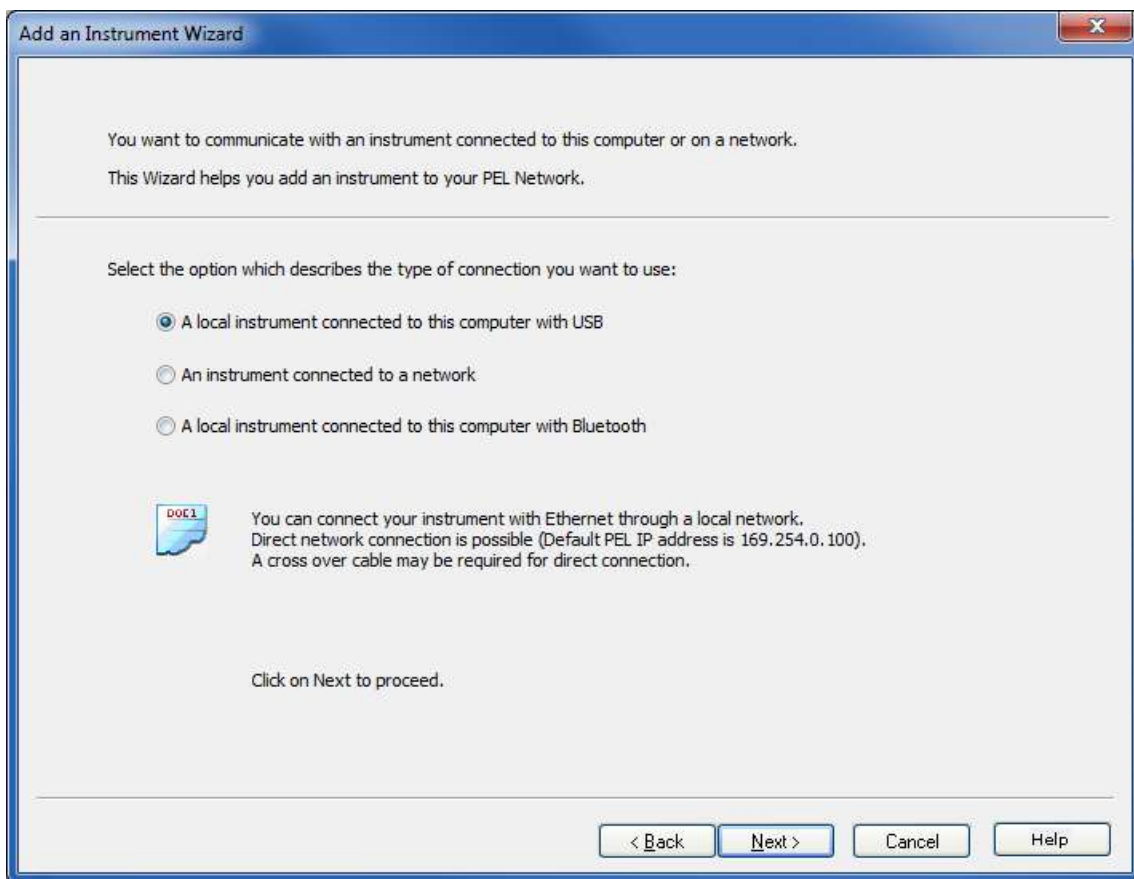 Add an Instrument Wizard
You want to communicate with an instrument connected to this computer or on a network.
This Wizard helps you add an instrument to your PEL Network.
Select the option which describes the type of connection you want to use:
A local instrument connected to this computer with USB
An instrument connected to a network
A local instrument connected to this computer with Bluetooth
DOC1
You can connect your instrument with Ethernet through a local network.
Direct network connection is possible (Default PEL IP address is 169.254.0.100).
A cross over cable may be required for direct connection.
Click on Next to proceed.
< Back Next > Cancel Help